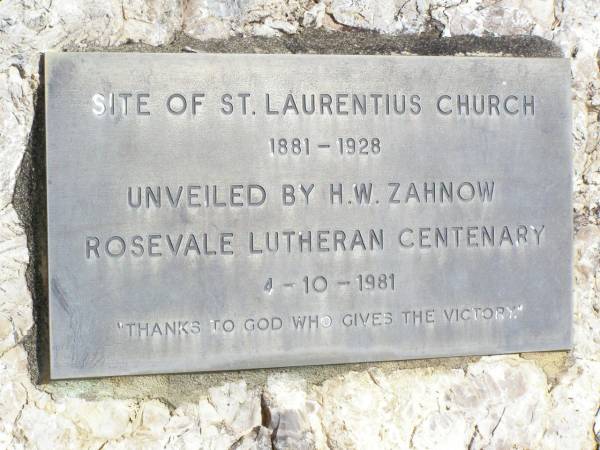 SITE OF ST. LAURENTIUS CHURCH
1881 - 1928
UNVEILED BY H.W. ZAHNOW
ROSEVALE LUTHERAN CENTENARY
4 - 10 - 1981
"THANKS TO GOD WHO GIVES THE VICTORY"